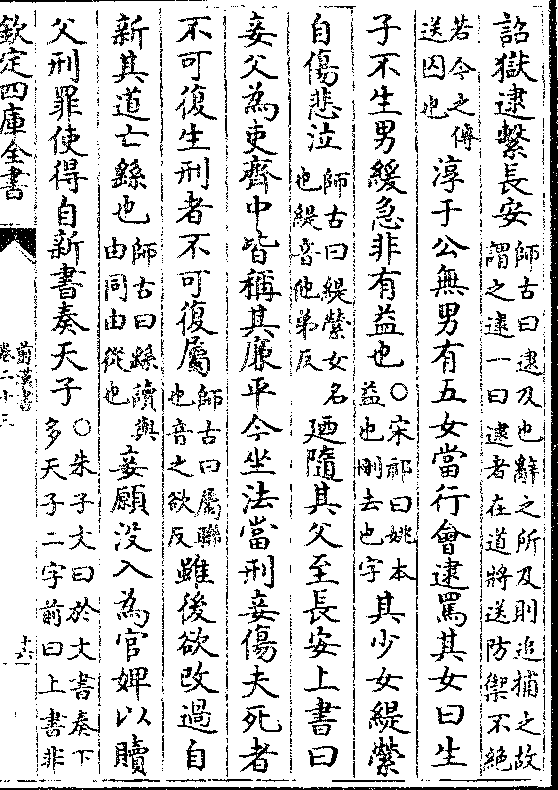 詔獄逮繫長安師古曰逮及也辭之所及則追捕之故謂之逮一曰逮者在道將送防禦不絶
若今之傳送囚也淳于公無男有五女當行會逮罵其女曰生
子不生男緩急非有益也○宋祁曰姚本益也刪去也字其少女緹縈
自傷悲泣師古曰緹縈女名也緹音他弟反廼隨其父至長安上書曰
妾父為吏齊中皆稱其廉平今坐法當刑妾傷夫死者
不可復生刑者不可復屬師古曰屬聯也音之欲反雖後欲改過自
新其道亡繇也師古曰繇讀與由同由從也妾願沒入為官婢以贖
父刑罪使得自新書奏天子○朱子文曰於文書奏下多天子二字前曰上書非
欽定四庫全書
前漢書
卷二十三
十六